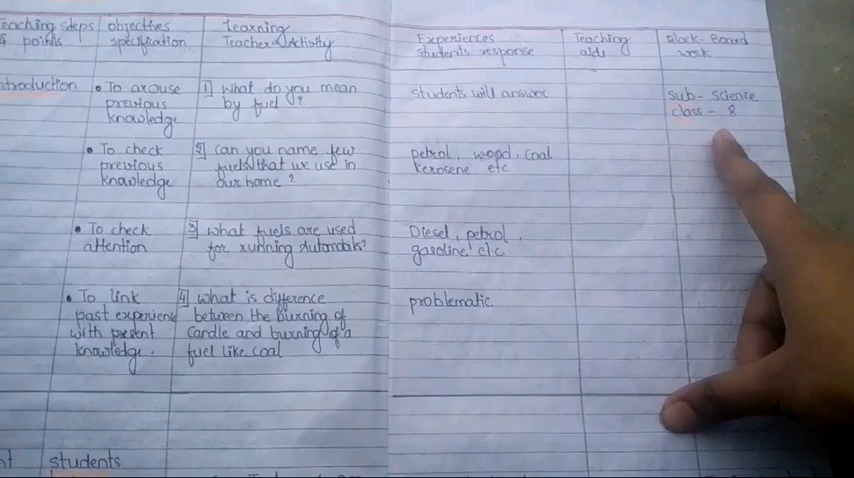 Teaching steps & points
objectives specification
Learning Teacher's Activity
Experiences students response
Teaching aids
Black-Board work
Introduction
• To arouse previous knowledge
1] What do you mean by fuel?
students will answer
Sub- Science
class - 8
• To check previous knowledge
2] can you name few fuels that we use in our home?
petrol, wood, coal
kerosene etc
• To check attention
3] what fuels are used for running
Diesel, petrol,
gasoline etc
• To link past experience with present knowledge.
4] what is difference between the burning of candle and burning of a fuel like coal
problematic
students